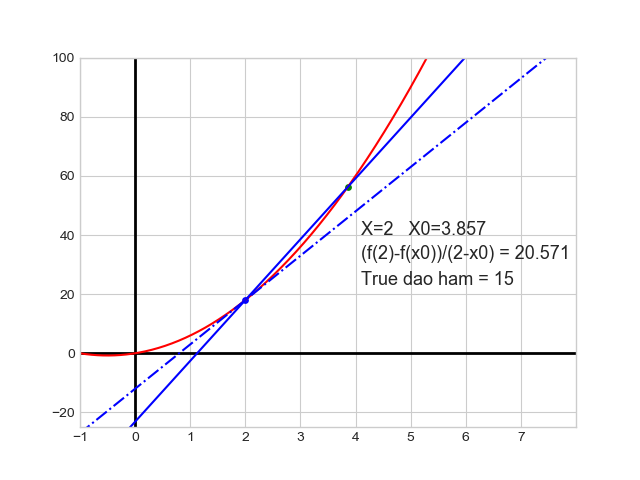 100
80
60
40
20
0
−20
X=2   X0=3.857
(f(2)-f(x0))/(2-x0) = 20.571
True dao ham = 15
−1 0 1 2 3 4 5 6 7